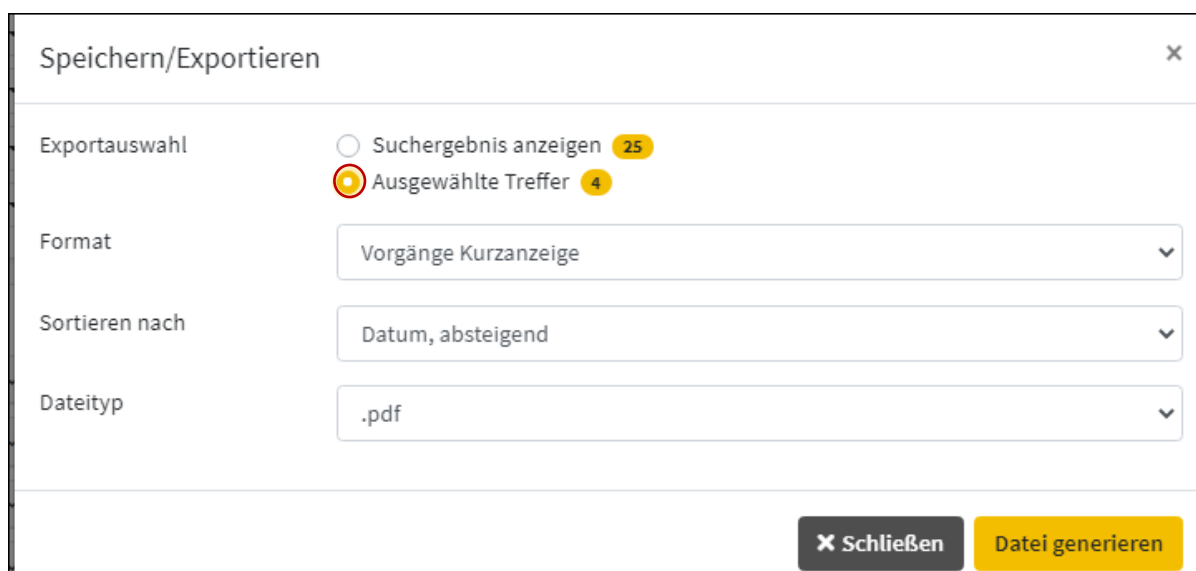 Speichern/Exportieren ×
Exportauswahl
Suchergebnis anzeigen 25
Ausgewählte Treffer 4
Format
Vorgänge Kurzanzeige
Sortieren nach
Datum, absteigend
Dateityp
.pdf
× Schließen
Datei generieren